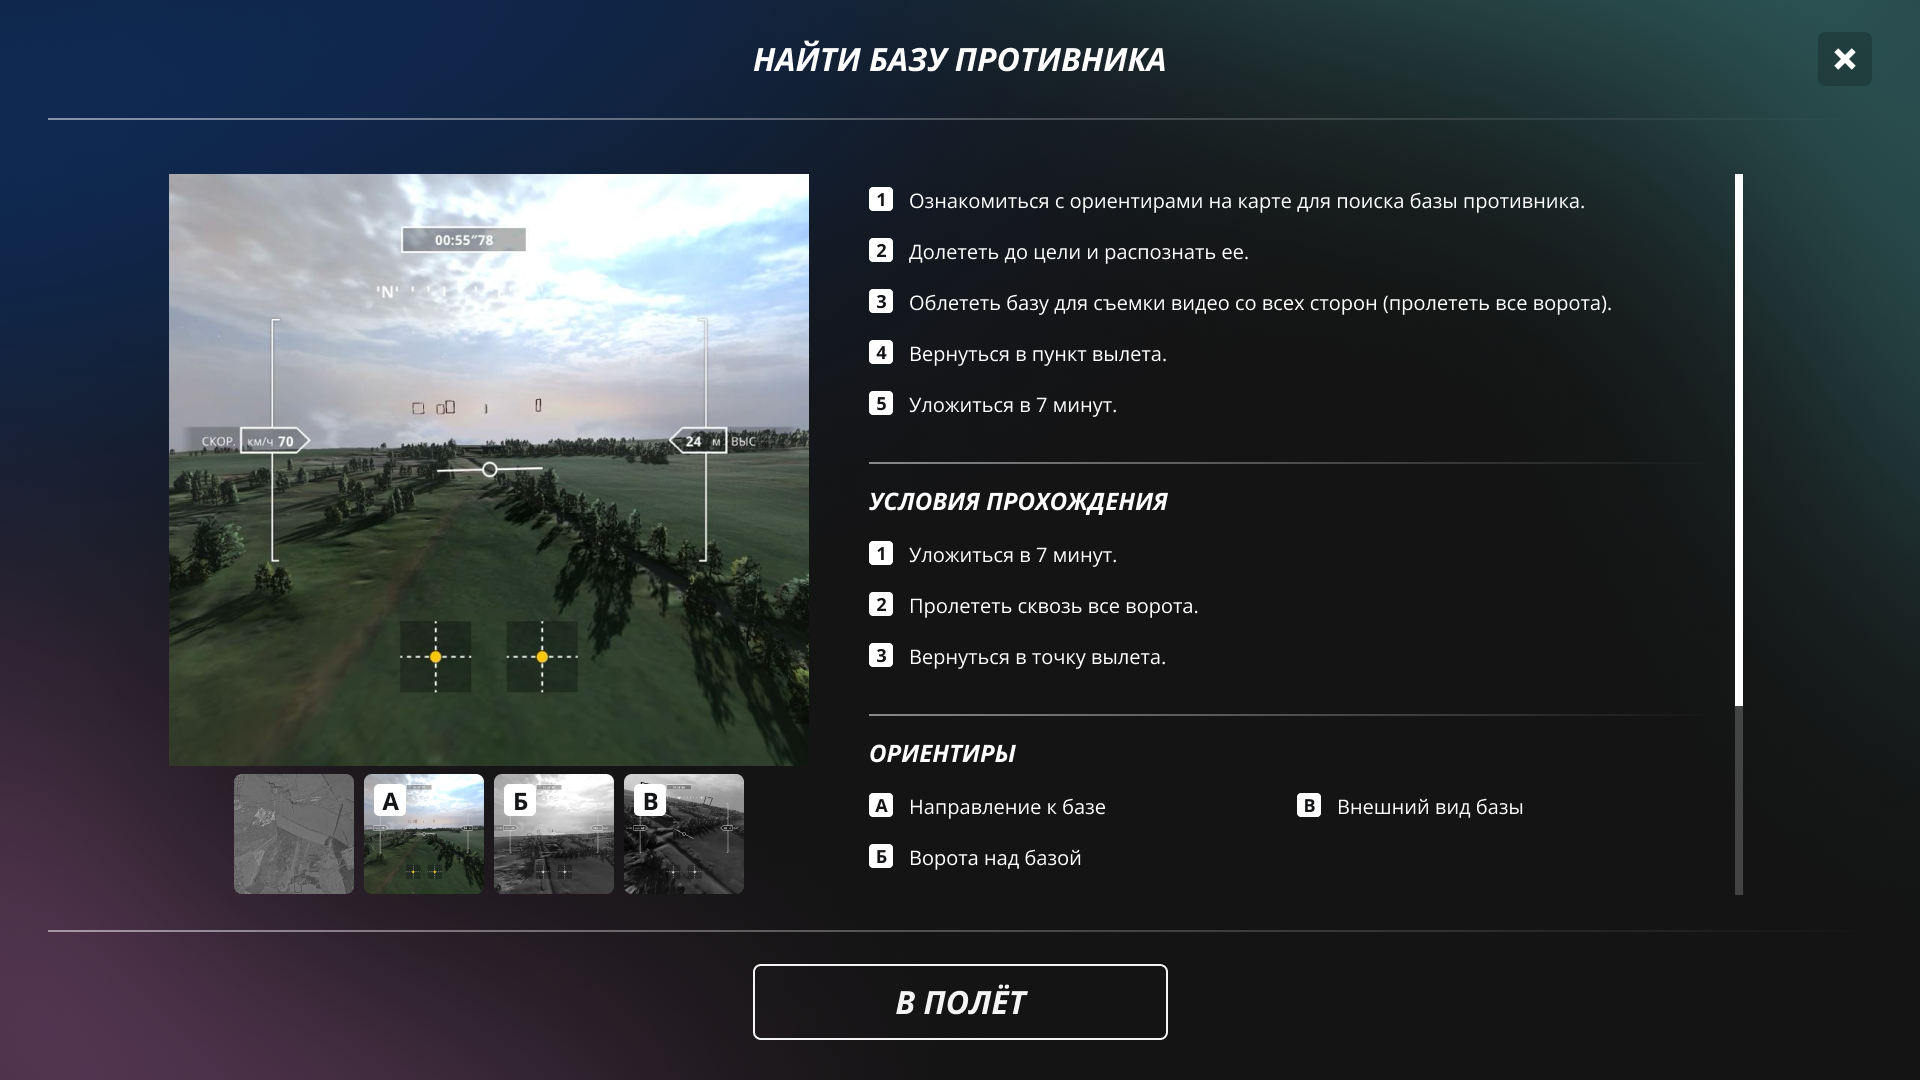 НАЙТИ БАЗУ ПРОТИВНИКА
00:55″78
'N'
СКОР. км/ч 70
24 м ВЫС
А
Б
В
1 Ознакомиться с ориентирами на карте для поиска базы противника.
2 Долететь до цели и распознать ее.
3 Облететь базу для съемки видео со всех сторон (пролететь все ворота).
4 Вернуться в пункт вылета.
5 Уложиться в 7 минут.
УСЛОВИЯ ПРОХОЖДЕНИЯ
1 Уложиться в 7 минут.
2 Пролететь сквозь все ворота.
3 Вернуться в точку вылета.
ОРИЕНТИРЫ
А Направление к базе
В Внешний вид базы
Б Ворота над базой
В ПОЛЁТ